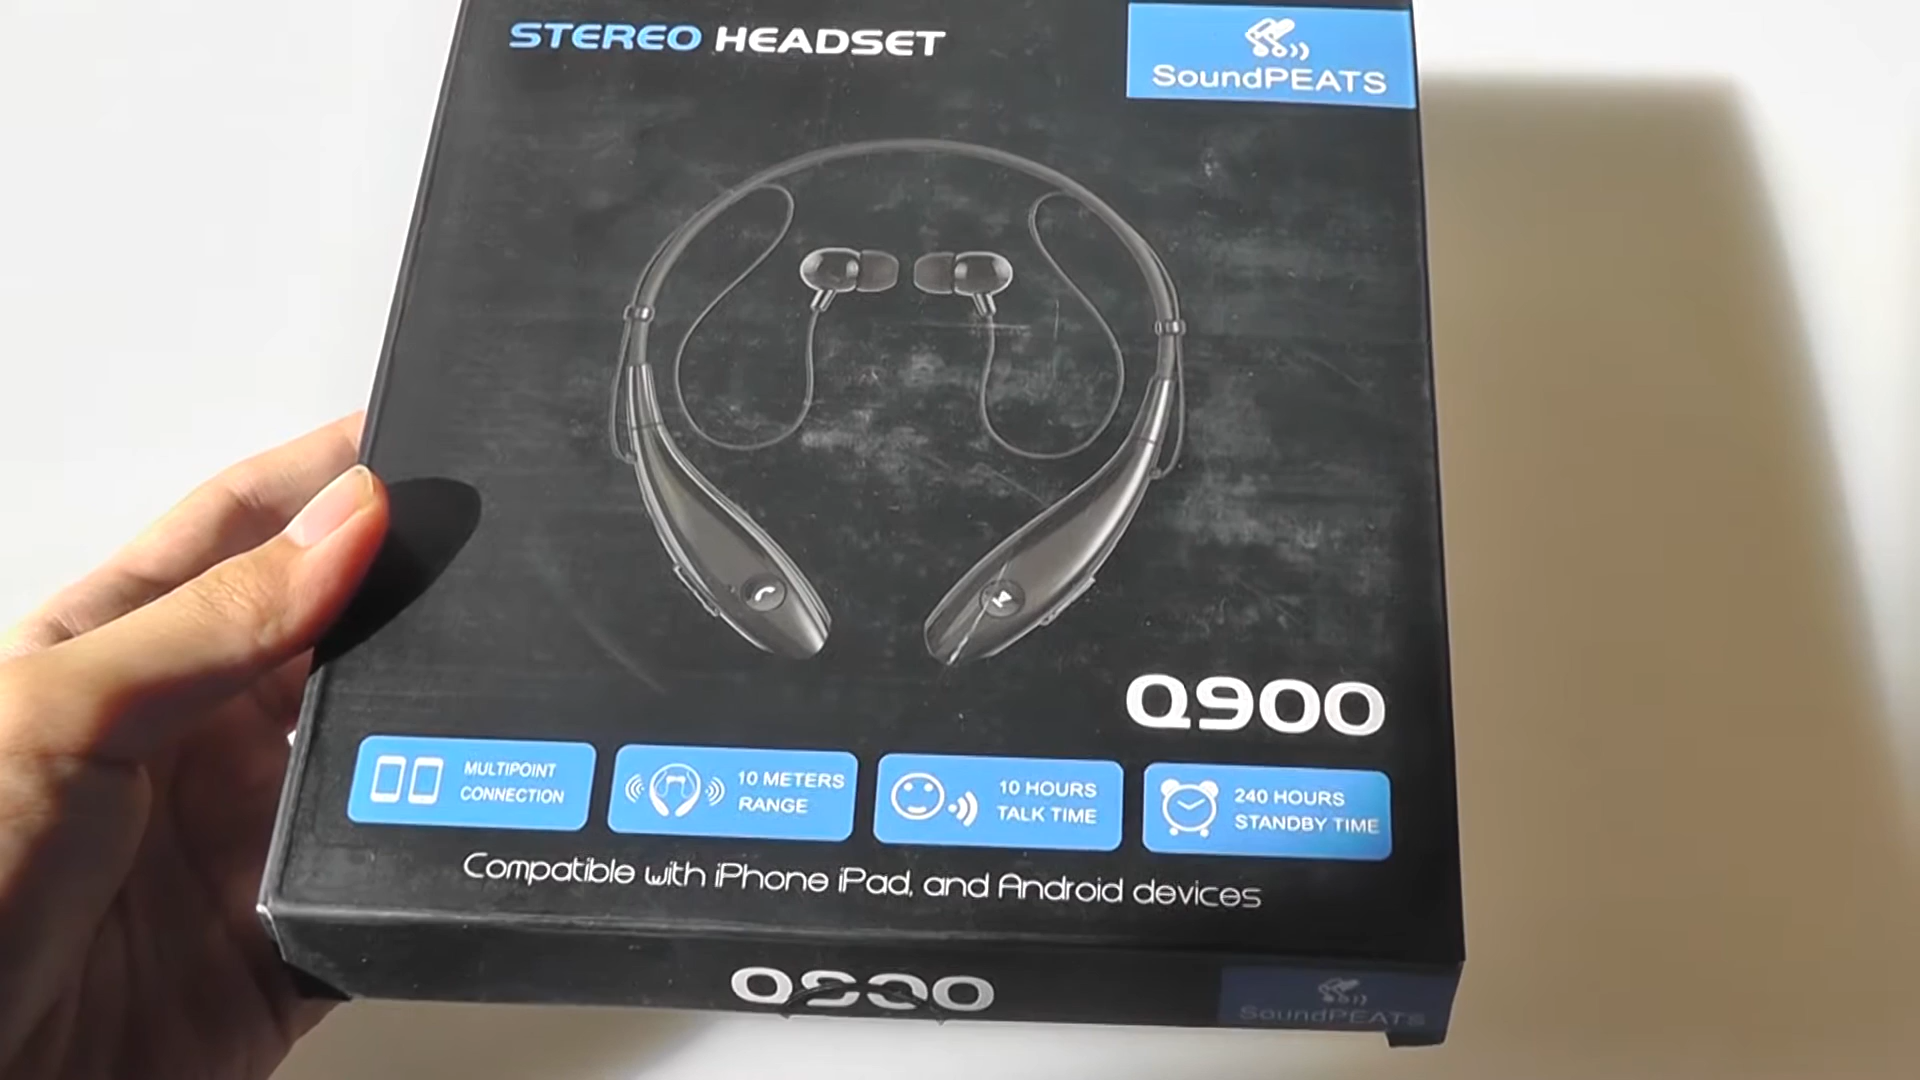 STEREO HEADSET
SoundPEATS
Q900
MULTIPOINT
CONNECTION
10 METERS
RANGE
10 HOURS
TALK TIME
240 HOURS
STANDBY TIME
Compatible with iPhone iPad, and Android devices
Q900
SoundPEATS